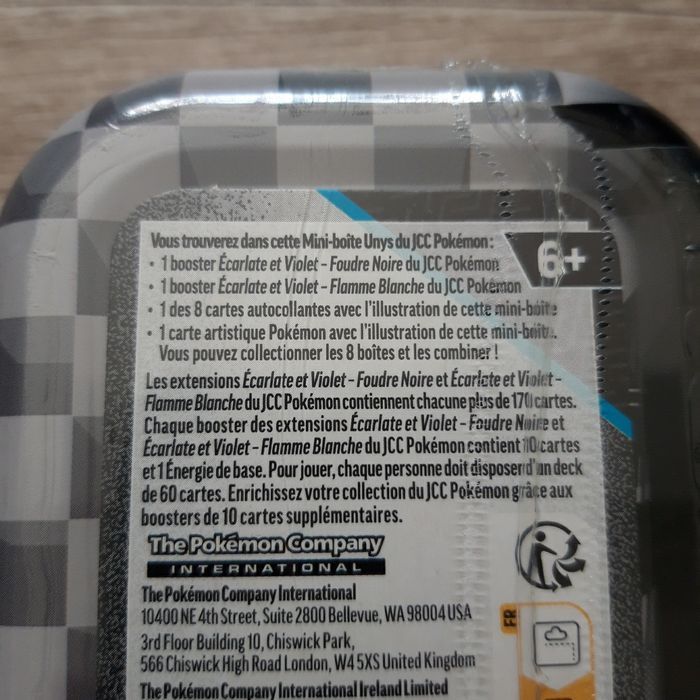 Vous trouverez dans cette Mini-boîte Unys du JCC Pokémon :
6+
• 1 booster Écarlate et Violet – Foudre Noire du JCC Pokémon
• 1 booster Écarlate et Violet – Flamme Blanche du JCC Pokémon
• 1 des 8 cartes autocollantes avec l'illustration de cette mini-boîte
• 1 carte artistique Pokémon avec l'illustration de cette mini-boîte.
Vous pouvez collectionner les 8 boîtes et les combiner !
Les extensions Écarlate et Violet – Foudre Noire et Écarlate et Violet –
Flamme Blanche du JCC Pokémon contiennent chacune plus de 170 cartes.
Chaque booster des extensions Écarlate et Violet – Foudre Noire et
Écarlate et Violet – Flamme Blanche du JCC Pokémon contient 10 cartes
et 1 Énergie de base. Pour jouer, chaque personne doit disposer d'un deck
de 60 cartes. Enrichissez votre collection du JCC Pokémon grâce aux
boosters de 10 cartes supplémentaires.
The Pokémon Company
INTERNATIONAL
The Pokémon Company International
10400 NE 4th Street, Suite 2800 Bellevue, WA 98004 USA
3rd Floor Building 10, Chiswick Park,
566 Chiswick High Road London, W4 5XS United Kingdom
The Pokémon Company International Ireland Limited
FR